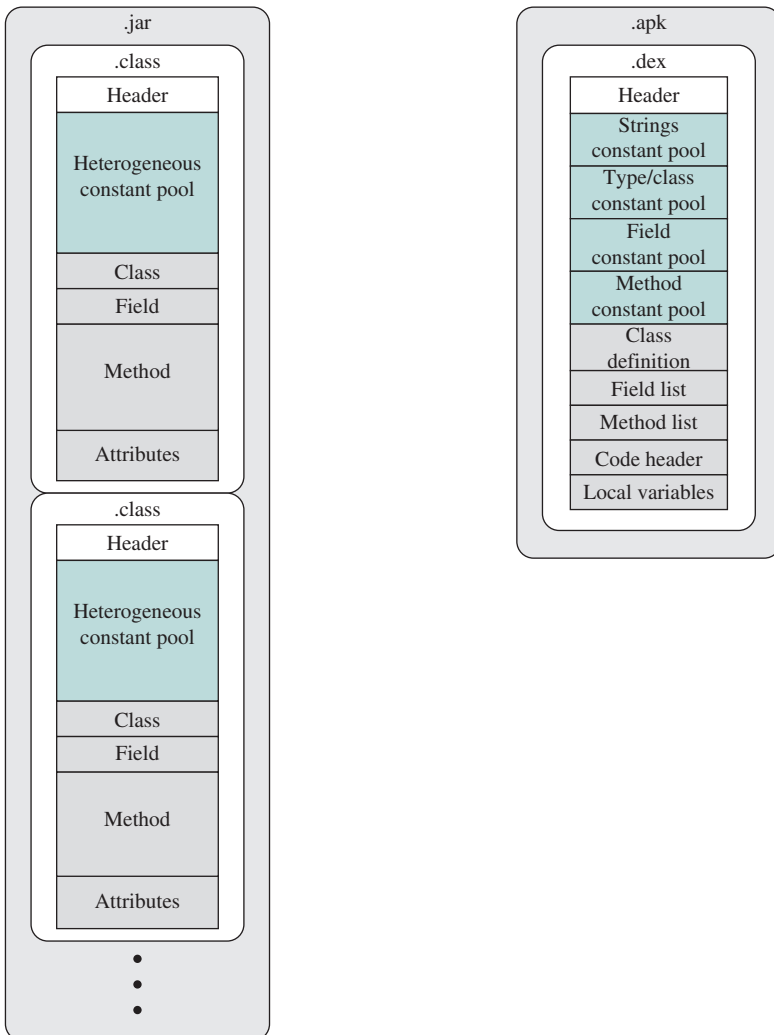 .jar
.class
Header
Heterogeneous
constant pool
Class
Field
Method
Attributes
.class
Header
Heterogeneous
constant pool
Class
Field
Method
Attributes
.apk
.dex
Header
Strings
constant pool
Type/class
constant pool
Field
constant pool
Method
constant pool
Class
definition
Field list
Method list
Code header
Local variables